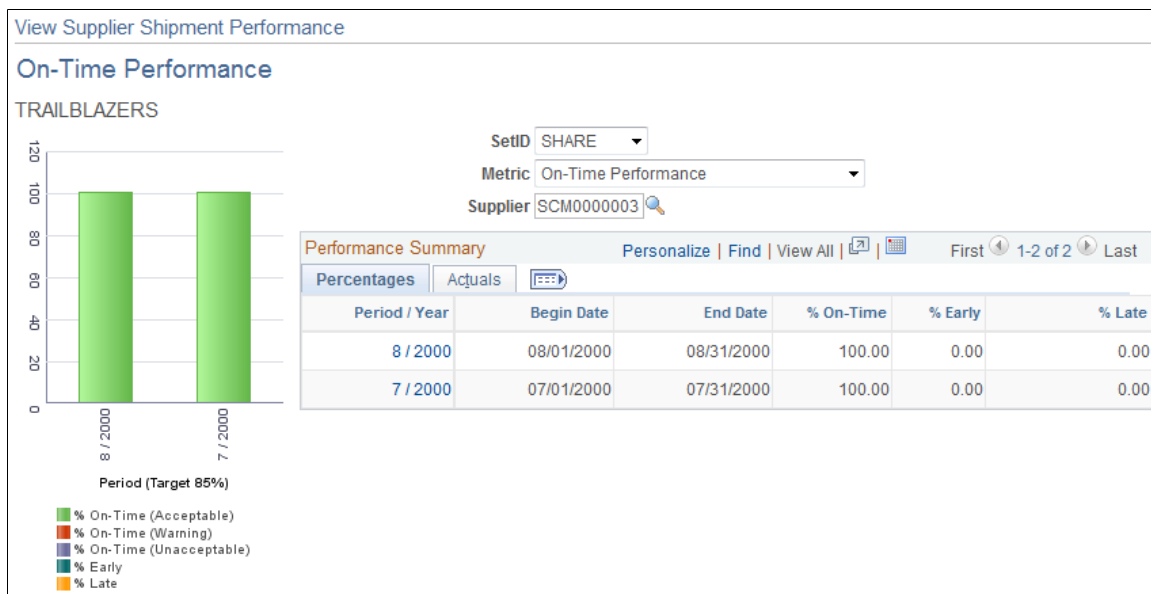 View Supplier Shipment Performance
On-Time Performance
TRAILBLAZERS
120
100
80
60
40
20
0
8 / 2000
7 / 2000
Period (Target 85%)
% On-Time (Acceptable)
% On-Time (Warning)
% On-Time (Unacceptable)
% Early
% Late
SetID SHARE
Metric On-Time Performance
Supplier SCM0000003
Performance Summary Personalize | Find | View All | | First 1-2 of 2 Last
Percentages Actuals
Period / Year Begin Date End Date % On-Time % Early % Late
8 / 2000 08/01/2000 08/31/2000 100.00 0.00 0.00
7 / 2000 07/01/2000 07/31/2000 100.00 0.00 0.00